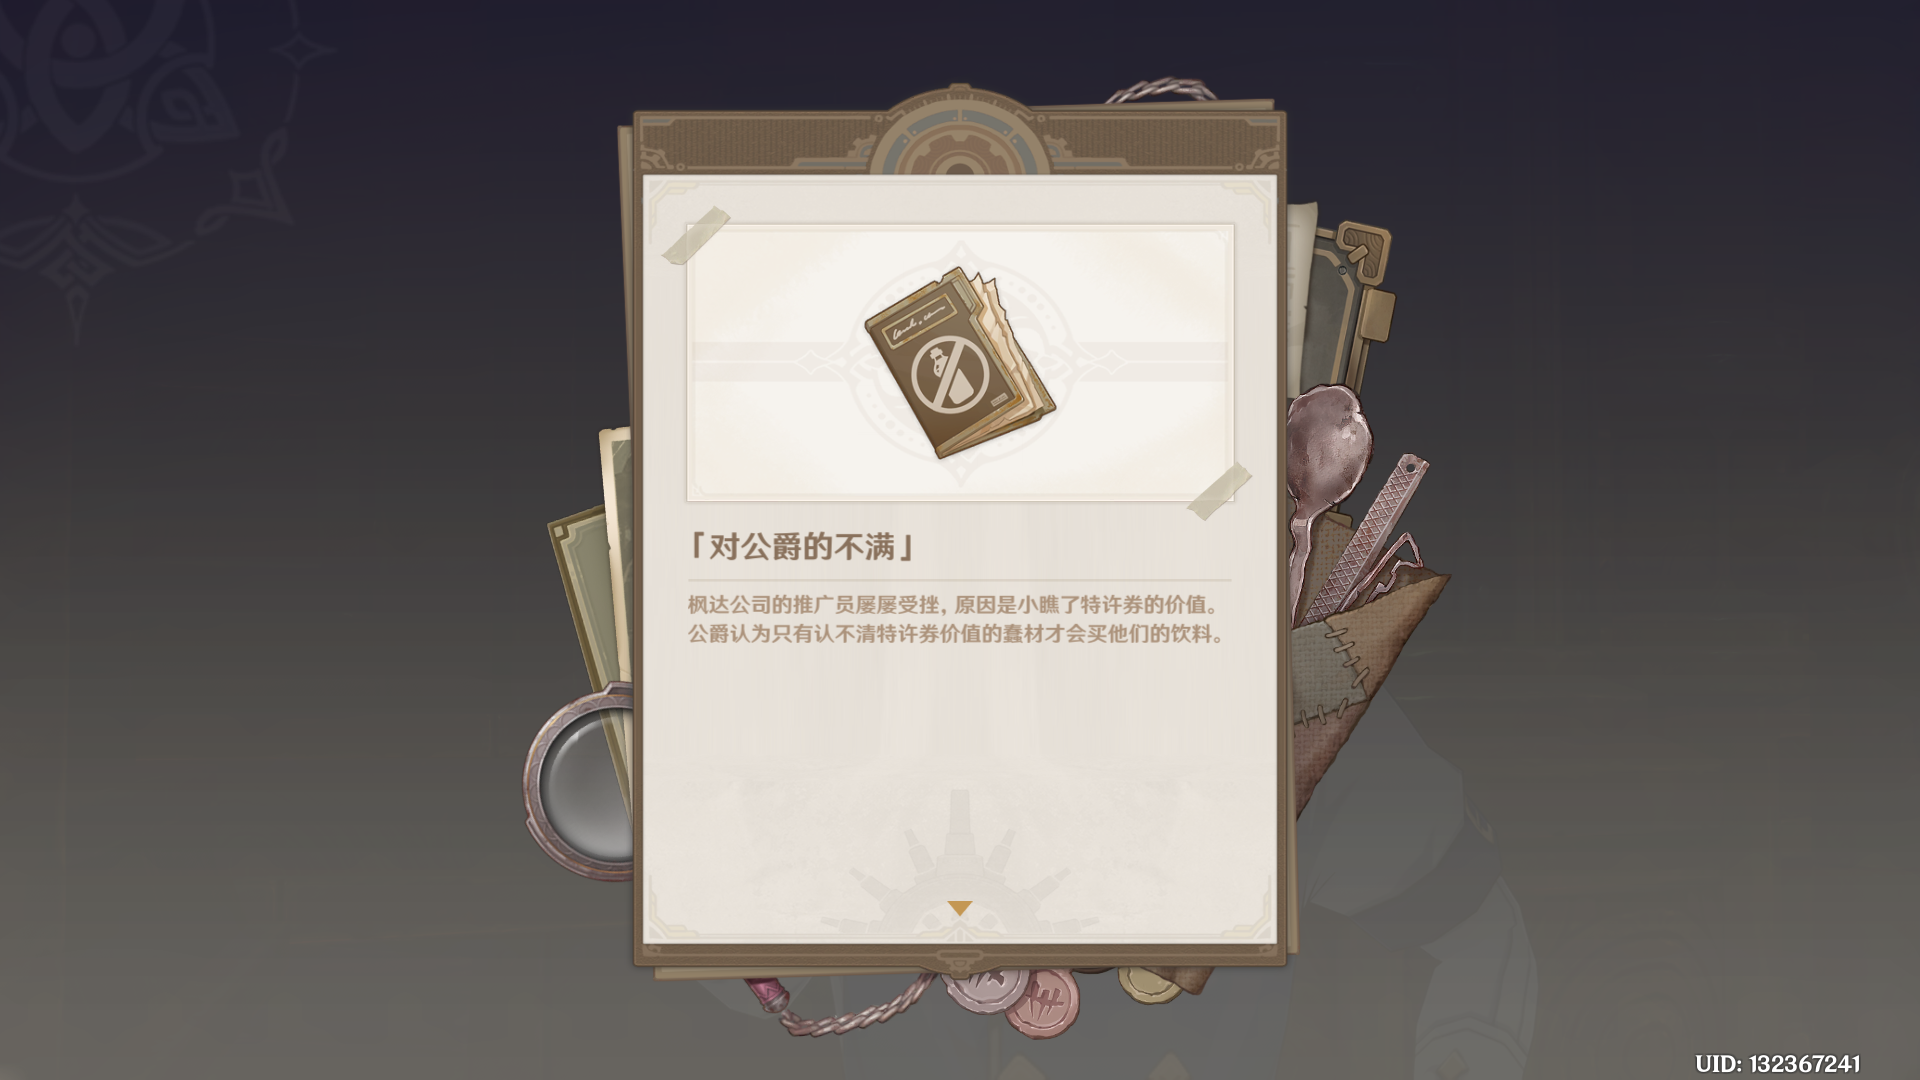 「对公爵的不满」
枫达公司的推广员屡屡受挫，原因是小瞧了特许券的价值。
公爵认为只有认不清特许券价值的蠢材才会买他们的饮料。
UID: 132367241